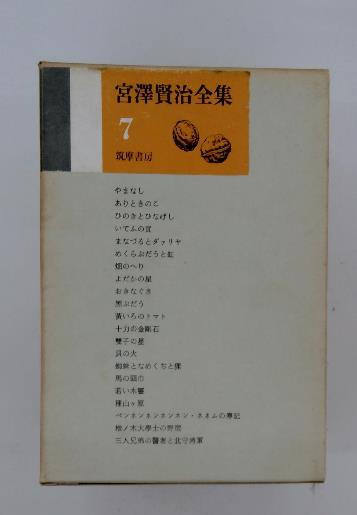 宮澤賢治全集
7
筑摩書房
やまなし
ありときのこ
ひのきとひなげし
いてふの實
まなづるとダァリヤ
めくらぶだうと虹
畑のへり
よだかの星
おきなぐさ
黒ぶだう
黃いろのトマト
十力の金剛石
雙子の星
貝の火
蜘蛛となめくぢと狸
馬の頭巾
若い木靈
種山ヶ原
ペンネンネンネンネン・ネネムの傳記
楢ノ木大學士の野宿
三人兄弟の醫者と北守將軍